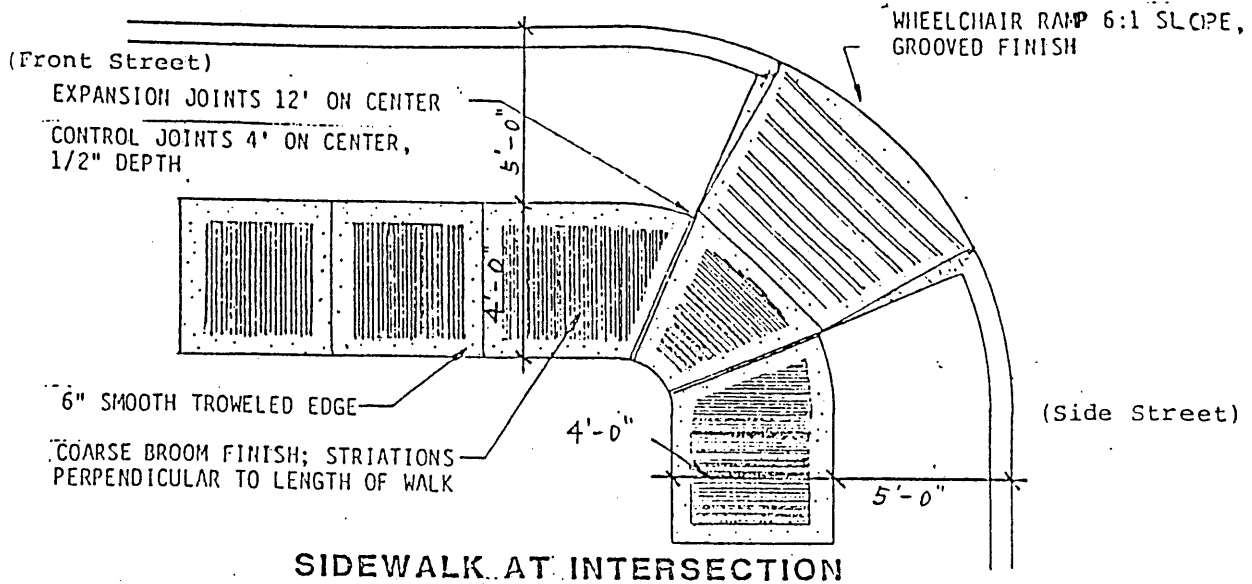 WHEELCHAIR RAMP 6:1 SLOPE,
GROOVED FINISH
(Front Street)
EXPANSION JOINTS 12' ON CENTER
CONTROL JOINTS 4' ON CENTER,
1/2" DEPTH
5'-0"
4'-0"
6" SMOOTH TROWELED EDGE
COARSE BROOM FINISH; STRIATIONS
PERPENDICULAR TO LENGTH OF WALK
4'-0"
(Side Street)
5'-0"
SIDEWALK AT INTERSECTION